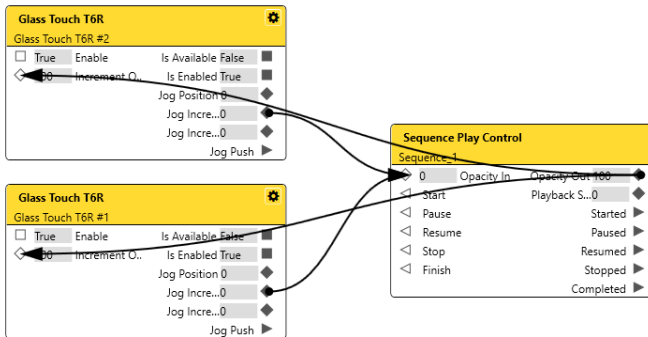 Glass Touch T6R
Glass Touch T6R #2
True Enable Is Available False
Increment O.. Is Enabled True
Jog Position 0
Jog Incre... 0
Jog Incre... 0
Jog Push
Sequence Play Control
Sequence_1
0 Opacity In Opacity Out 100
Start Playback S... 0
Pause Started
Resume Paused
Stop Resumed
Finish Stopped
Completed
Glass Touch T6R
Glass Touch T6R #1
True Enable Is Available False
Increment O.. Is Enabled True
Jog Position 0
Jog Incre... 0
Jog Incre... 0
Jog Push